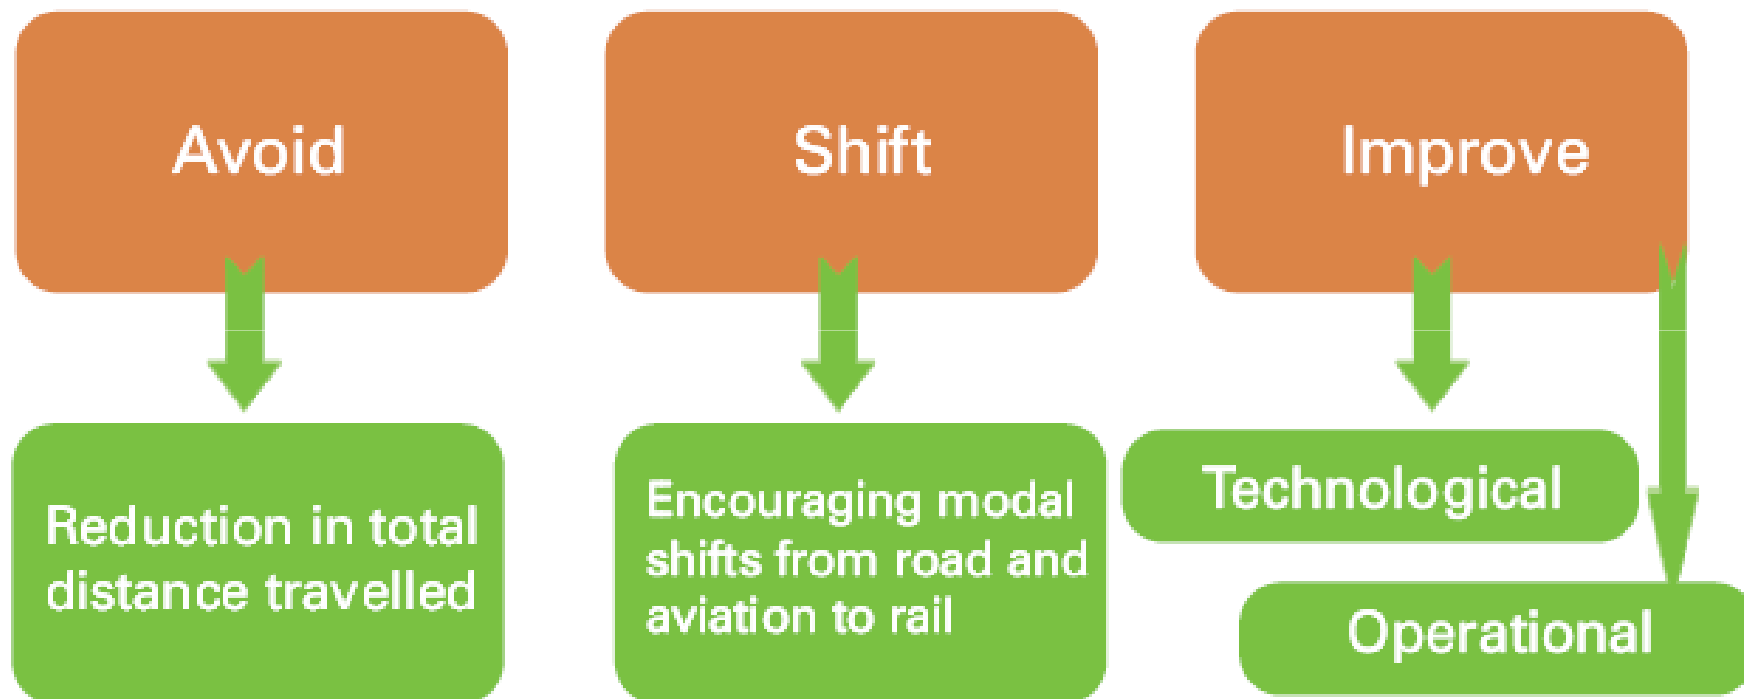 Avoid
Shift
Improve
Reduction in total
distance travelled
Encouraging modal
shifts from road and
aviation to rail
Technological
Operational